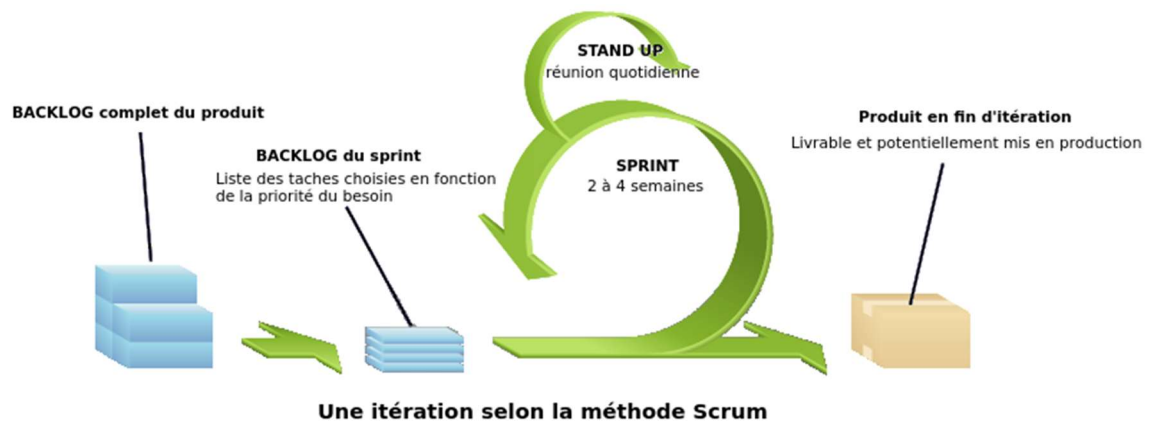 STAND UP
réunion quotidienne
BACKLOG complet du produit
BACKLOG du sprint
Liste des taches choisies en fonction
de la priorité du besoin
SPRINT
2 à 4 semaines
Produit en fin d'itération
Livrable et potentiellement mis en production
Une itération selon la méthode Scrum